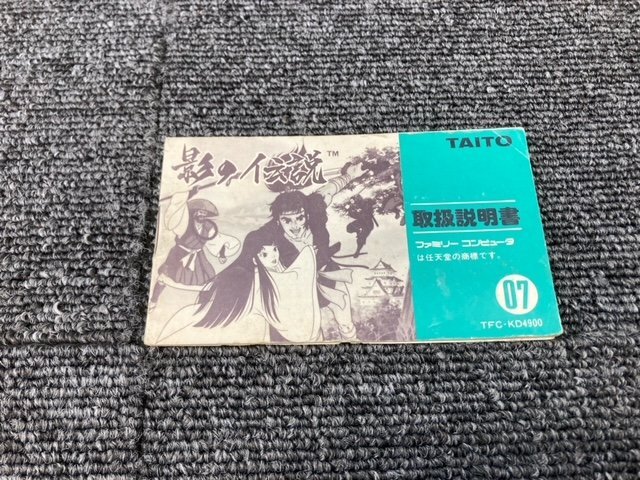 影の伝説™
TAITO
取扱説明書
ファミリーコンピュータ
は任天堂の商標です。
07
TFC-KD4900